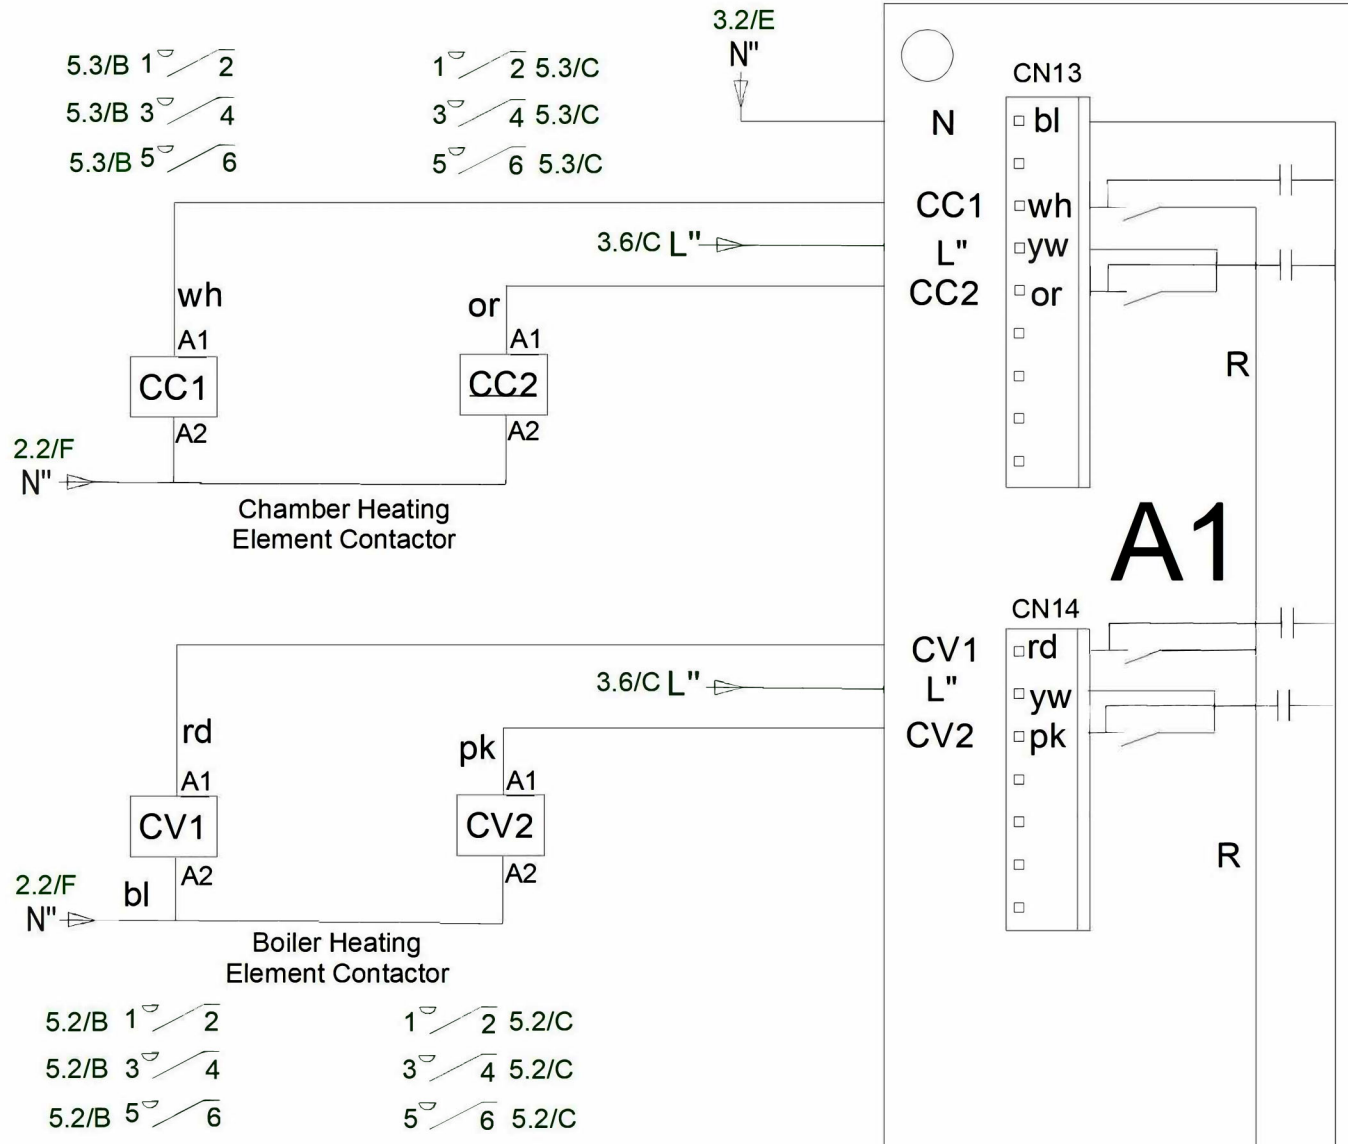 3.2/E
N"
5.3/B 1 2
1 2 5.3/C
5.3/B 3 4
3 4 5.3/C
5.3/B 5 6
5 6 5.3/C
CN13
N
bl
CC1
wh
3.6/C L"
L"
yw
CC2
or
wh
or
A1
A1
CC1
CC2
A2
A2
R
2.2/F
N"
Chamber Heating
Element Contactor
A1
CN14
CV1
rd
3.6/C L"
L"
yw
CV2
pk
rd
pk
A1
A1
CV1
CV2
A2
A2
R
2.2/F
N"
bl
Boiler Heating
Element Contactor
5.2/B 1 2
1 2 5.2/C
5.2/B 3 4
3 4 5.2/C
5.2/B 5 6
5 6 5.2/C